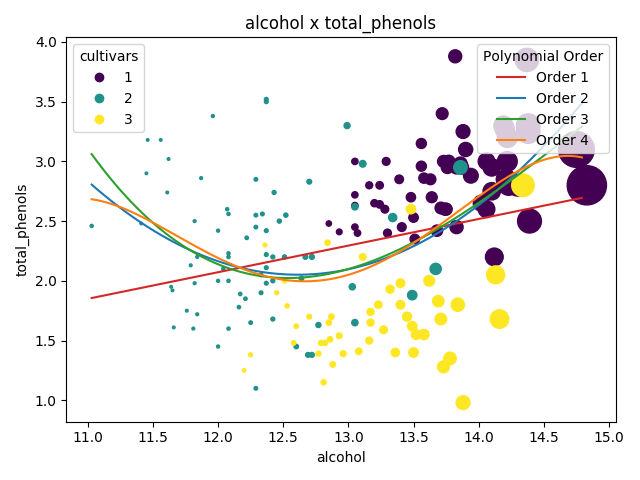 alcohol x total_phenols
cultivars
1
2
3
Polynomial Order
Order 1
Order 2
Order 3
Order 4
total_phenols
4.0
3.5
3.0
2.5
2.0
1.5
1.0
11.0 11.5 12.0 12.5 13.0 13.5 14.0 14.5 15.0
alcohol